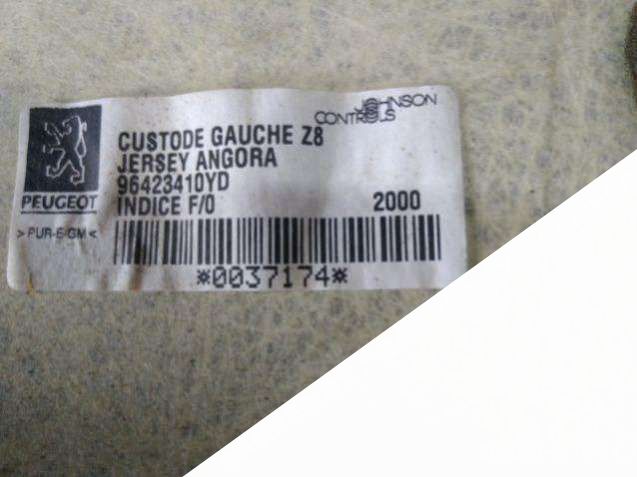 JOHNSON
CONTROLS
CUSTODE GAUCHE Z8
JERSEY ANGORA
96423410YD
INDICE F/0 2000
PEUGEOT
>PUR-E-GM<
*0037174*